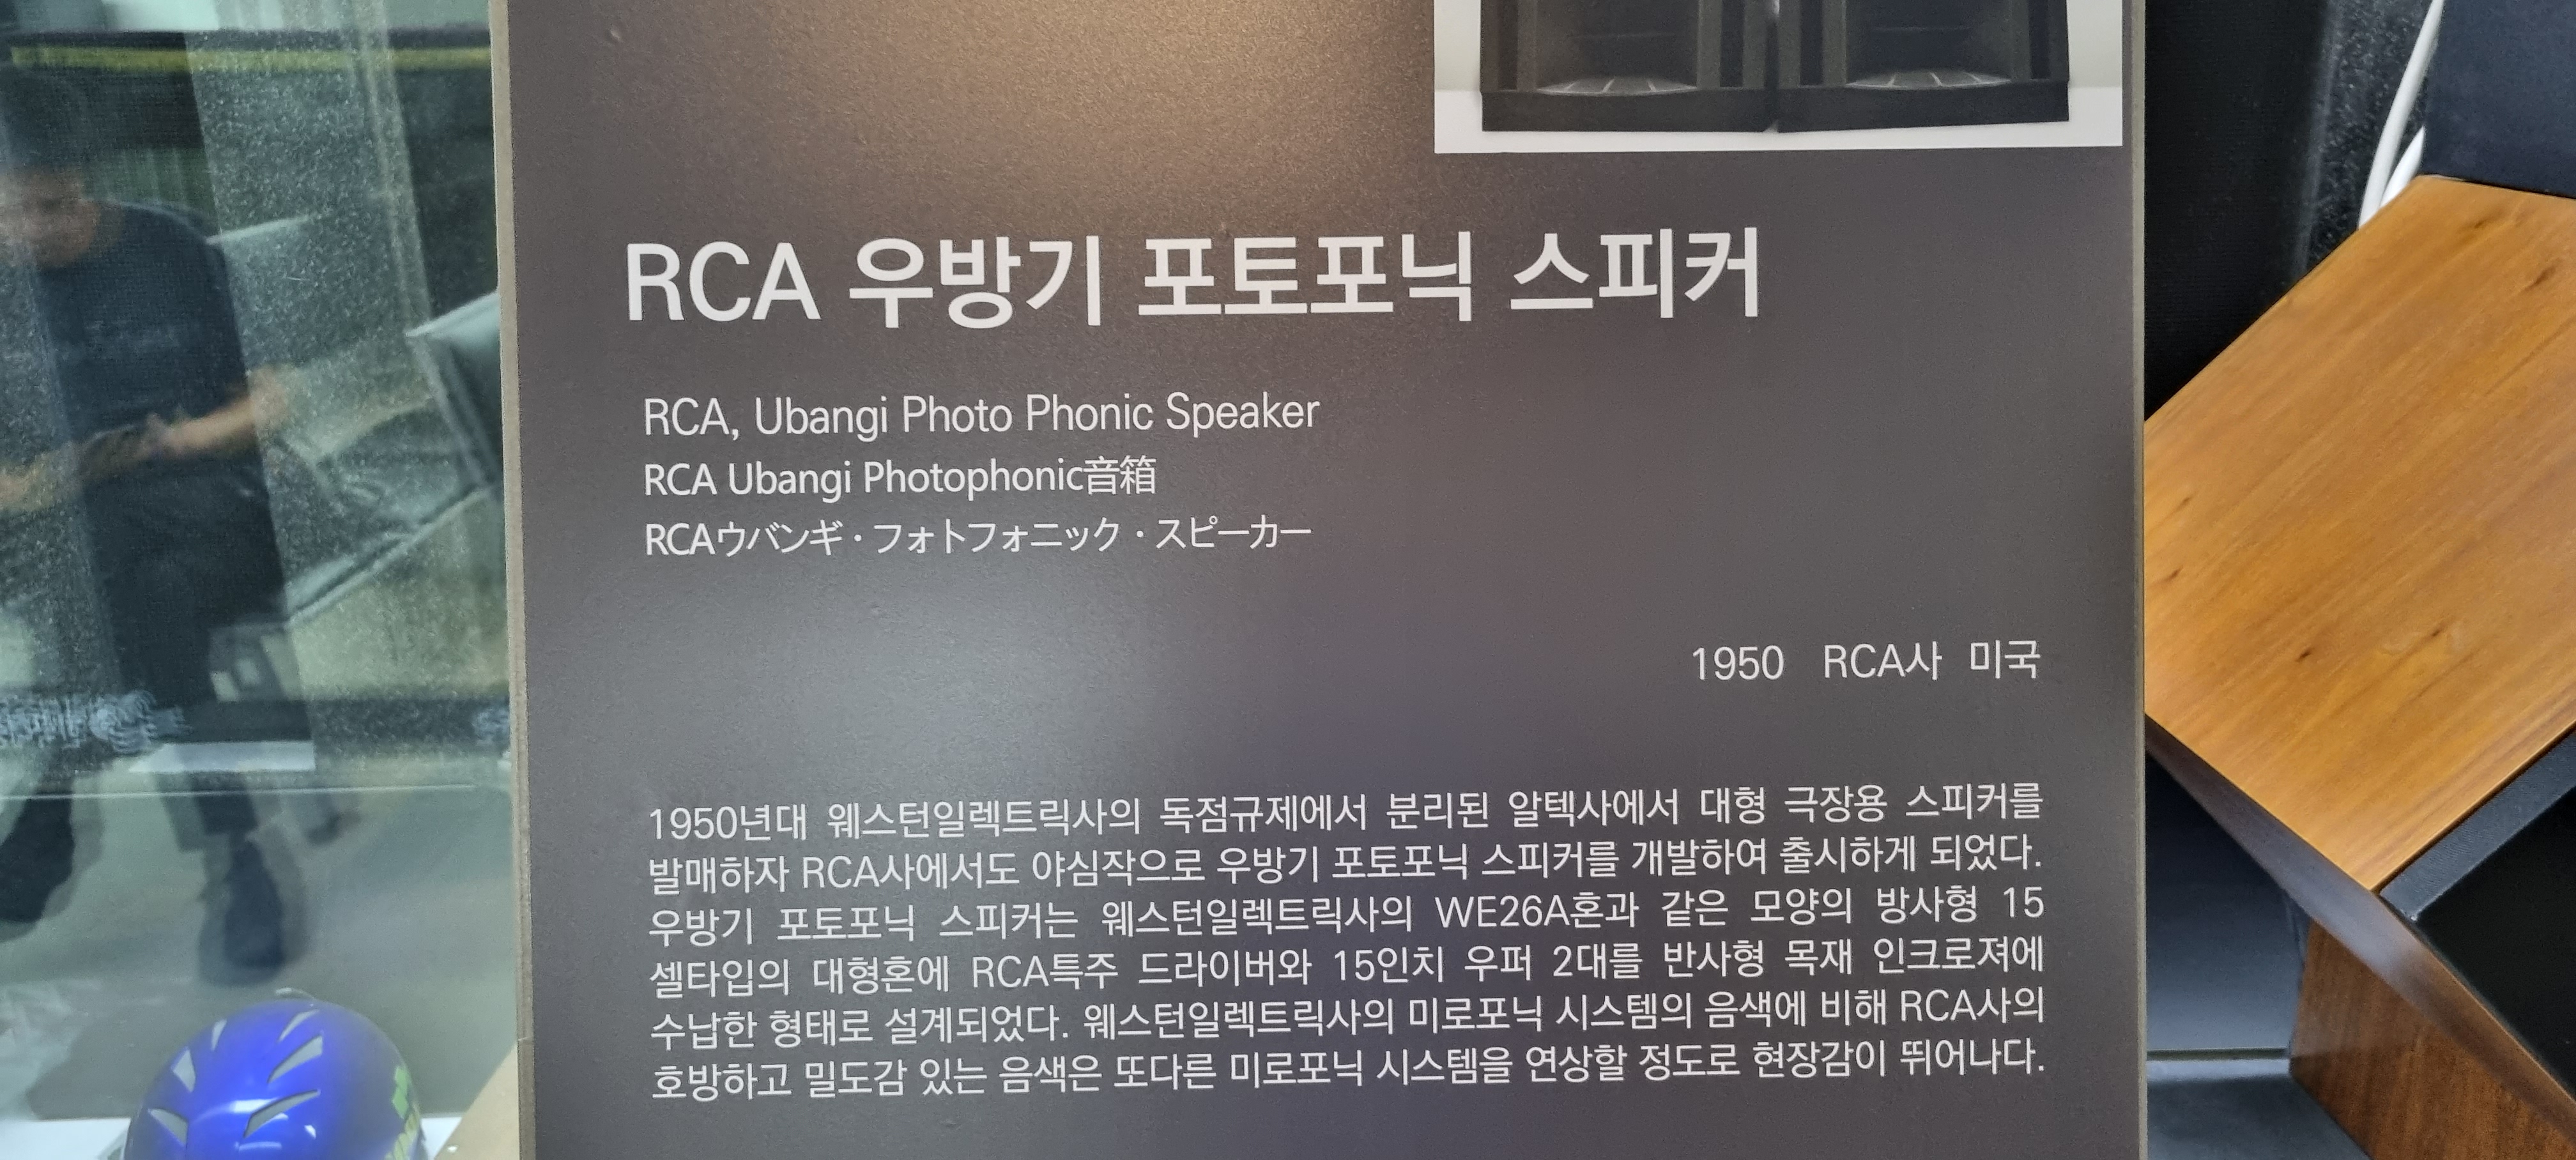 RCA 우방기 포토포닉 스피커
RCA, Ubangi Photo Phonic Speaker
RCA Ubangi Photophonic音箱
RCAウバンギ・フォトフォニック・スピーカー
1950 RCA사 미국
1950년대 웨스턴일렉트릭사의 독점규제에서 분리된 알텍사에서 대형 극장용 스피커를
발매하자 RCA사에서도 야심작으로 우방기 포토포닉 스피커를 개발하여 출시하게 되었다.
우방기 포토포닉 스피커는 웨스턴일렉트릭사의 WE26A혼과 같은 모양의 방사형 15
셀타입의 대형혼에 RCA특주 드라이버와 15인치 우퍼 2대를 반사형 목재 인크로져에
수납한 형태로 설계되었다. 웨스턴일렉트릭사의 미로포닉 시스템의 음색에 비해 RCA사의
호방하고 밀도감 있는 음색은 또다른 미로포닉 시스템을 연상할 정도로 현장감이 뛰어나다.